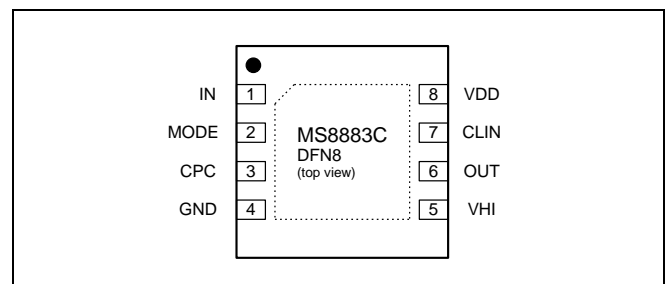 IN 1 8 VDD
MODE 2 MS8883C 7 CLIN
DFN8
CPC 3 (top view) 6 OUT
GND 4 5 VHI